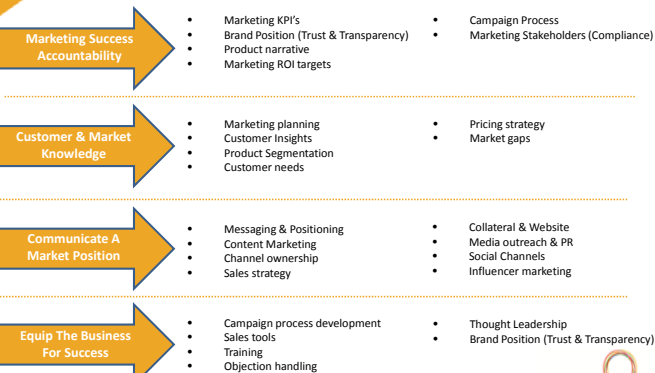 Marketing Success
Accountability
• Marketing KPI's
• Brand Position (Trust & Transparency)
• Product narrative
• Marketing ROI targets
• Campaign Process
• Marketing Stakeholders (Compliance)
Customer & Market
Knowledge
• Marketing planning
• Customer Insights
• Product Segmentation
• Customer needs
• Pricing strategy
• Market gaps
Communicate A
Market Position
• Messaging & Positioning
• Content Marketing
• Channel ownership
• Sales strategy
• Collateral & Website
• Media outreach & PR
• Social Channels
• Influencer marketing
Equip The Business
For Success
• Campaign process development
• Sales tools
• Training
• Objection handling
• Thought Leadership
• Brand Position (Trust & Transparency)